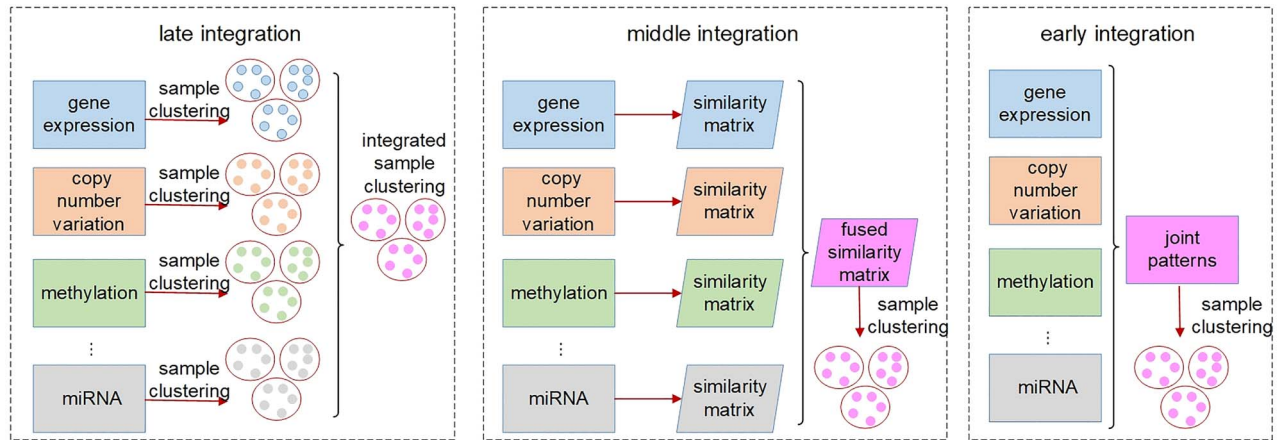 late integration
gene
expression
sample
clustering
copy
number
variation
sample
clustering
methylation
sample
clustering
⋮
miRNA
sample
clustering
integrated
sample
clustering
middle integration
gene
expression
similarity
matrix
copy
number
variation
similarity
matrix
methylation
similarity
matrix
⋮
miRNA
similarity
matrix
fused
similarity
matrix
sample
clustering
early integration
gene
expression
copy
number
variation
methylation
⋮
miRNA
joint
patterns
sample
clustering